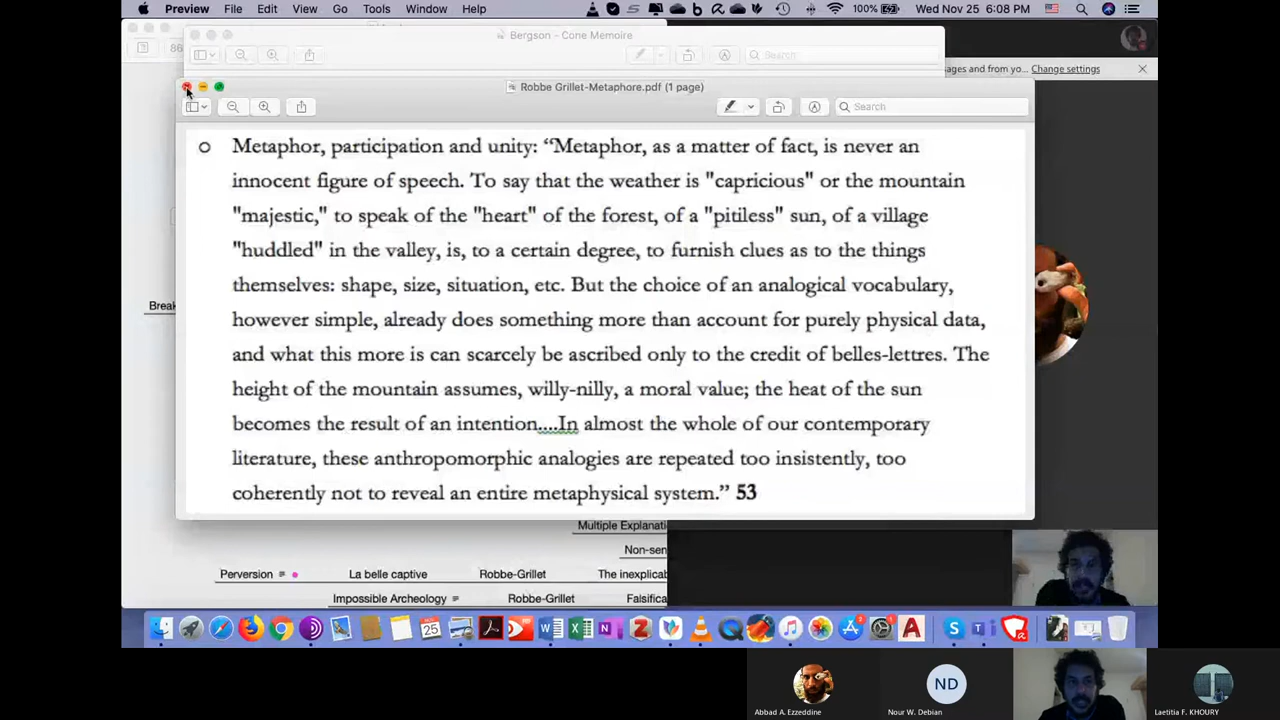 Preview File Edit View Go Tools Window Help 100% Wed Nov 25 6:08 PM
Bergson - Cone Memoire
Search
ages and from yo... Change settings
Robbe Grillet-Metaphore.pdf (1 page)
Search
Metaphor, participation and unity: “Metaphor, as a matter of fact, is never an
innocent figure of speech. To say that the weather is "capricious" or the mountain
"majestic," to speak of the "heart" of the forest, of a "pitiless" sun, of a village
"huddled" in the valley, is, to a certain degree, to furnish clues as to the things
themselves: shape, size, situation, etc. But the choice of an analogical vocabulary,
however simple, already does something more than account for purely physical data,
and what this more is can scarcely be ascribed only to the credit of belles-lettres. The
height of the mountain assumes, willy-nilly, a moral value; the heat of the sun
becomes the result of an intention....In almost the whole of our contemporary
literature, these anthropomorphic analogies are repeated too insistently, too
coherently not to reveal an entire metaphysical system.” 53
Break
Multiple Explanati
Non-sen
Perversion La belle captive Robbe-Grillet The inexplicab
Impossible Archeology Robbe-Grillet Falsifica
NOV
25
ND
Abbad A. Ezzeddine Nour W. Debian Laetitia F. KHOURY